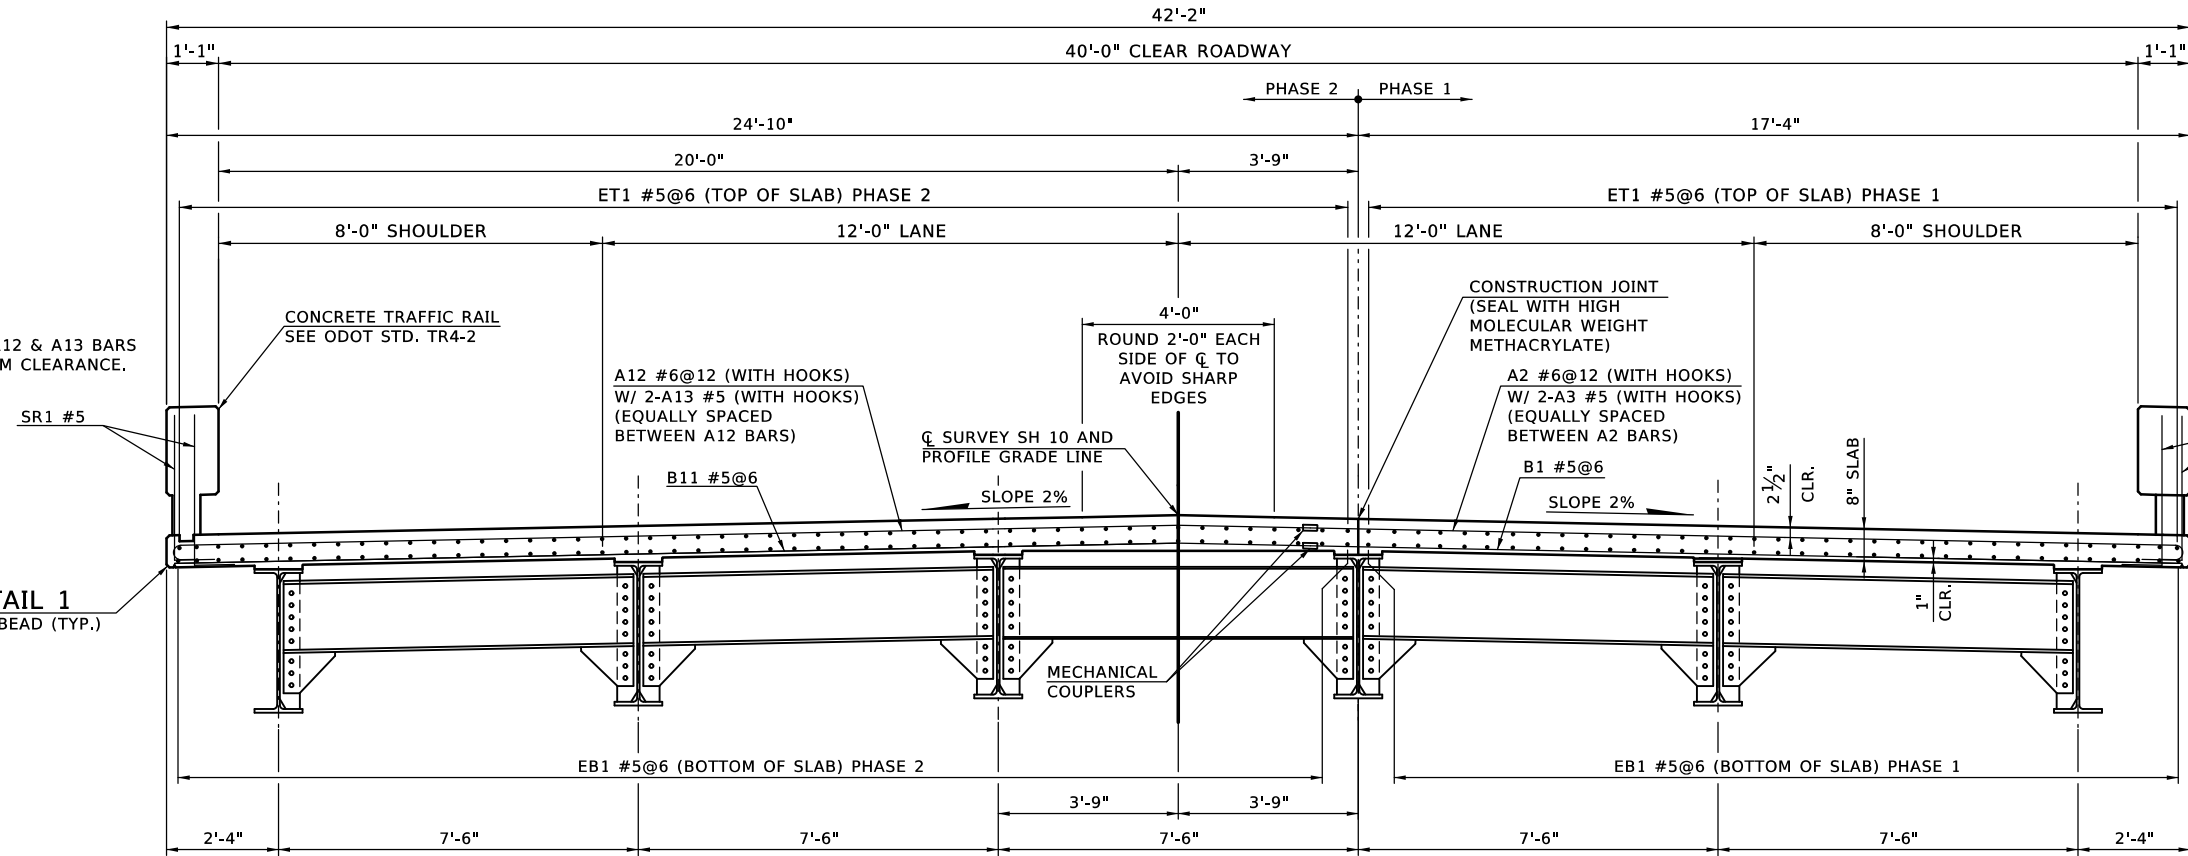 42'-2"
1'-1"
40'-0" CLEAR ROADWAY
1'-1"
PHASE 2
PHASE 1
24'-10"
17'-4"
20'-0"
3'-9"
ET1 #5@6 (TOP OF SLAB) PHASE 2
ET1 #5@6 (TOP OF SLAB) PHASE 1
8'-0" SHOULDER
12'-0" LANE
12'-0" LANE
8'-0" SHOULDER
CONCRETE TRAFFIC RAIL
SEE ODOT STD. TR4-2
12 & A13 BARS
M CLEARANCE.
SR1 #5
A12 #6@12 (WITH HOOKS)
W/ 2-A13 #5 (WITH HOOKS)
(EQUALLY SPACED
BETWEEN A12 BARS)
B11 #5@6
4'-0"
ROUND 2'-0" EACH
SIDE OF ℄ TO
AVOID SHARP
EDGES
℄ SURVEY SH 10 AND
PROFILE GRADE LINE
SLOPE 2%
CONSTRUCTION JOINT
(SEAL WITH HIGH
MOLECULAR WEIGHT
METHACRYLATE)
A2 #6@12 (WITH HOOKS)
W/ 2-A3 #5 (WITH HOOKS)
(EQUALLY SPACED
BETWEEN A2 BARS)
B1 #5@6
SLOPE 2%
2½"
CLR.
8" SLAB
1"
CLR.
TAIL 1
BEAD (TYP.)
MECHANICAL
COUPLERS
EB1 #5@6 (BOTTOM OF SLAB) PHASE 2
EB1 #5@6 (BOTTOM OF SLAB) PHASE 1
3'-9"
3'-9"
2'-4"
7'-6"
7'-6"
7'-6"
7'-6"
7'-6"
2'-4"